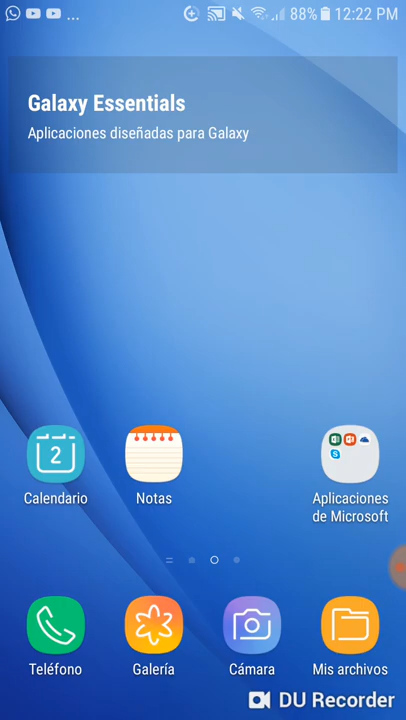 ... 88% 12:22 PM
Galaxy Essentials
Aplicaciones diseñadas para Galaxy
2
Calendario
Notas
Aplicaciones
de Microsoft
Teléfono
Galería
Cámara
Mis archivos
DU Recorder